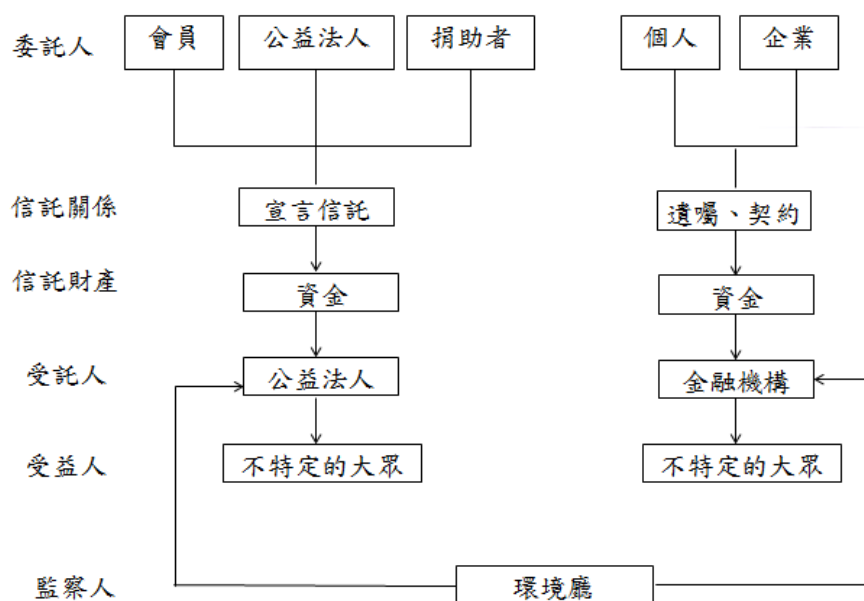 委託人 會員 公益法人 捐助者 個人 企業
信託關係 宣言信託 遺囑、契約
信託財產 資金 資金
受託人 公益法人 金融機構
受益人 不特定的大眾 不特定的大眾
監察人 環境廳